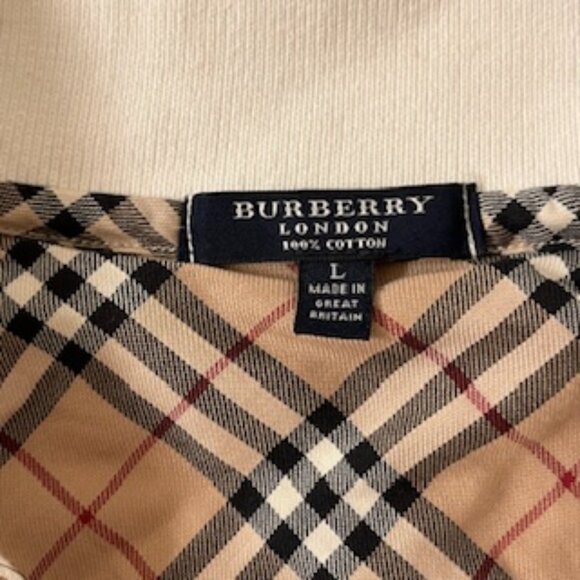 BURBERRY
LONDON
100% COTTON
L
MADE IN
GREAT
BRITAIN